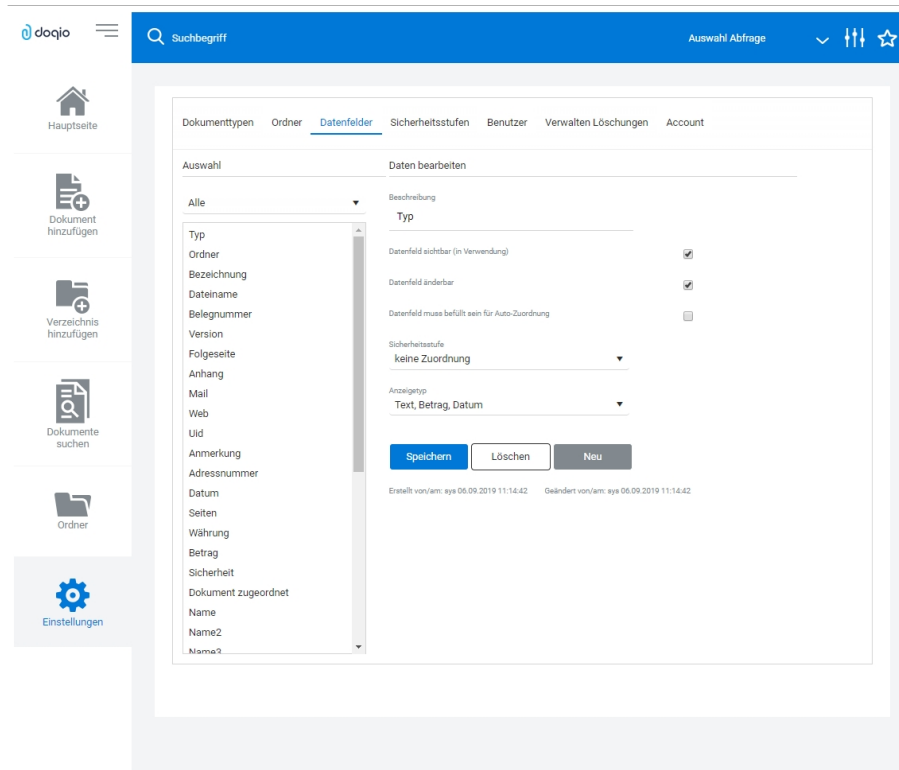 doqio
Suchbegriff
Auswahl Abfrage
Hauptseite
Dokument
hinzufügen
Verzeichnis
hinzufügen
Dokumente
suchen
Ordner
Einstellungen
Dokumenttypen Ordner Datenfelder Sicherheitsstufen Benutzer Verwalten Löschungen Account
Auswahl
Alle
Typ
Ordner
Bezeichnung
Dateiname
Belegnummer
Version
Folgeseite
Anhang
Mail
Web
Uid
Anmerkung
Adressnummer
Datum
Seiten
Währung
Betrag
Sicherheit
Dokument zugeordnet
Name
Name2
Name3
Daten bearbeiten
Beschreibung
Typ
Datenfeld sichtbar (in Verwendung)
Datenfeld änderbar
Datenfeld muss befüllt sein für Auto-Zuordnung
Sicherheitsstufe
keine Zuordnung
Anzeigetyp
Text, Betrag, Datum
Speichern Löschen Neu
Erstellt von/am: sys 06.09.2019 11:14:42 Geändert von/am: sys 06.09.2019 11:14:42